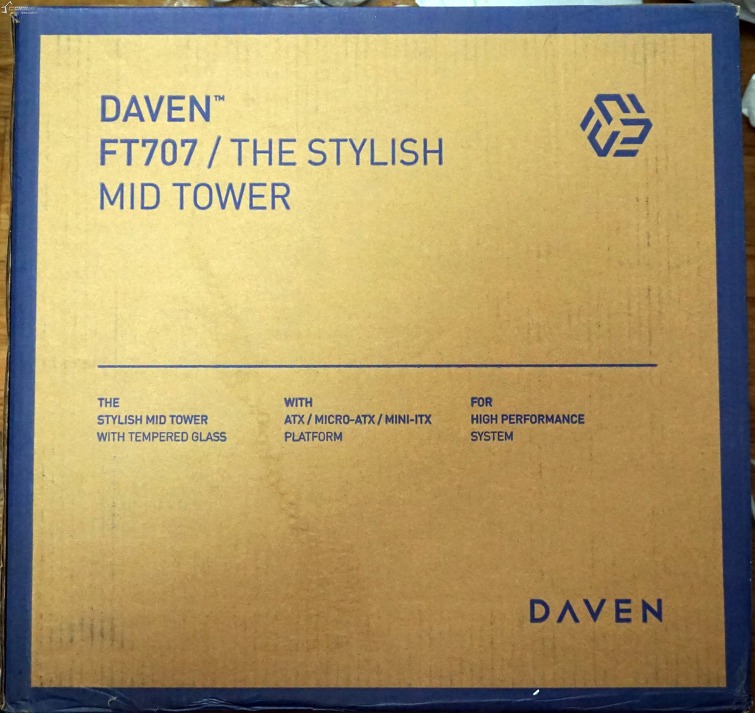 DAVEN™
FT707 / THE STYLISH
MID TOWER
THE
STYLISH MID TOWER
WITH TEMPERED GLASS
WITH
ATX / MICRO-ATX / MINI-ITX
PLATFORM
FOR
HIGH PERFORMANCE
SYSTEM
DAVEN